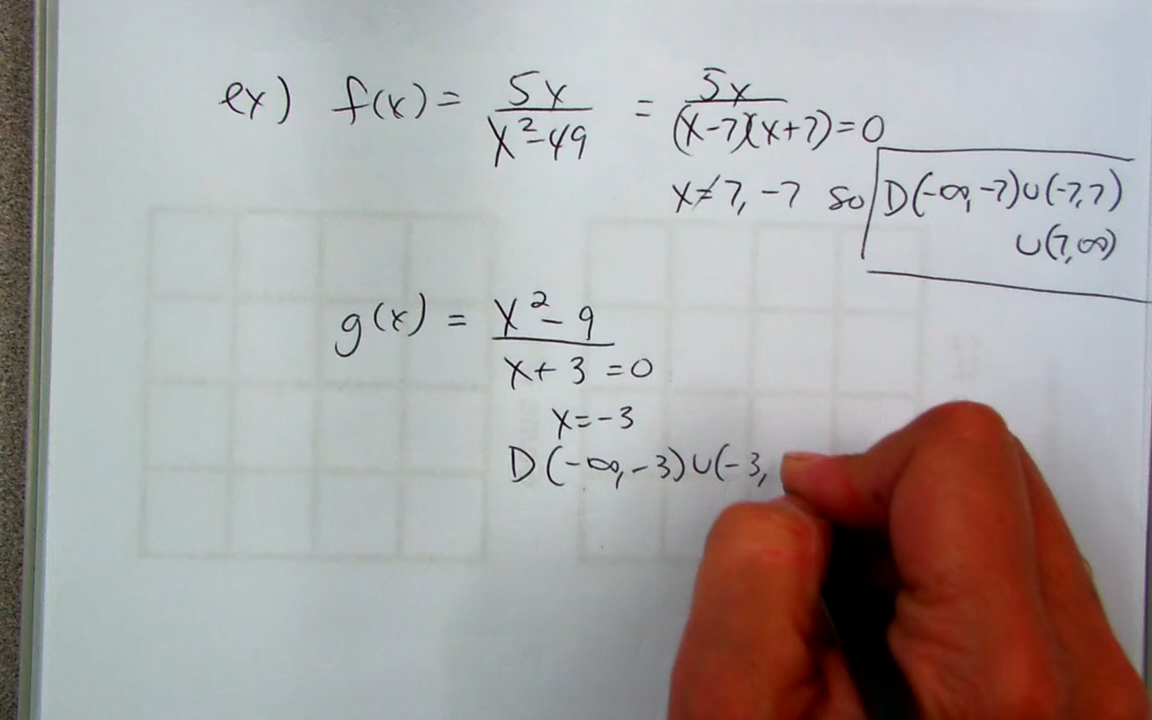 ex) f(x) = 5x / x²-49 = 5x / (x-7)(x+7) = 0
x≠7, -7 so D(-∞, -7)∪(-7,7)
∪(7,∞)
g(x) = x²-9 / x+3 = 0
x=-3
D(-∞,-3)∪(-3,